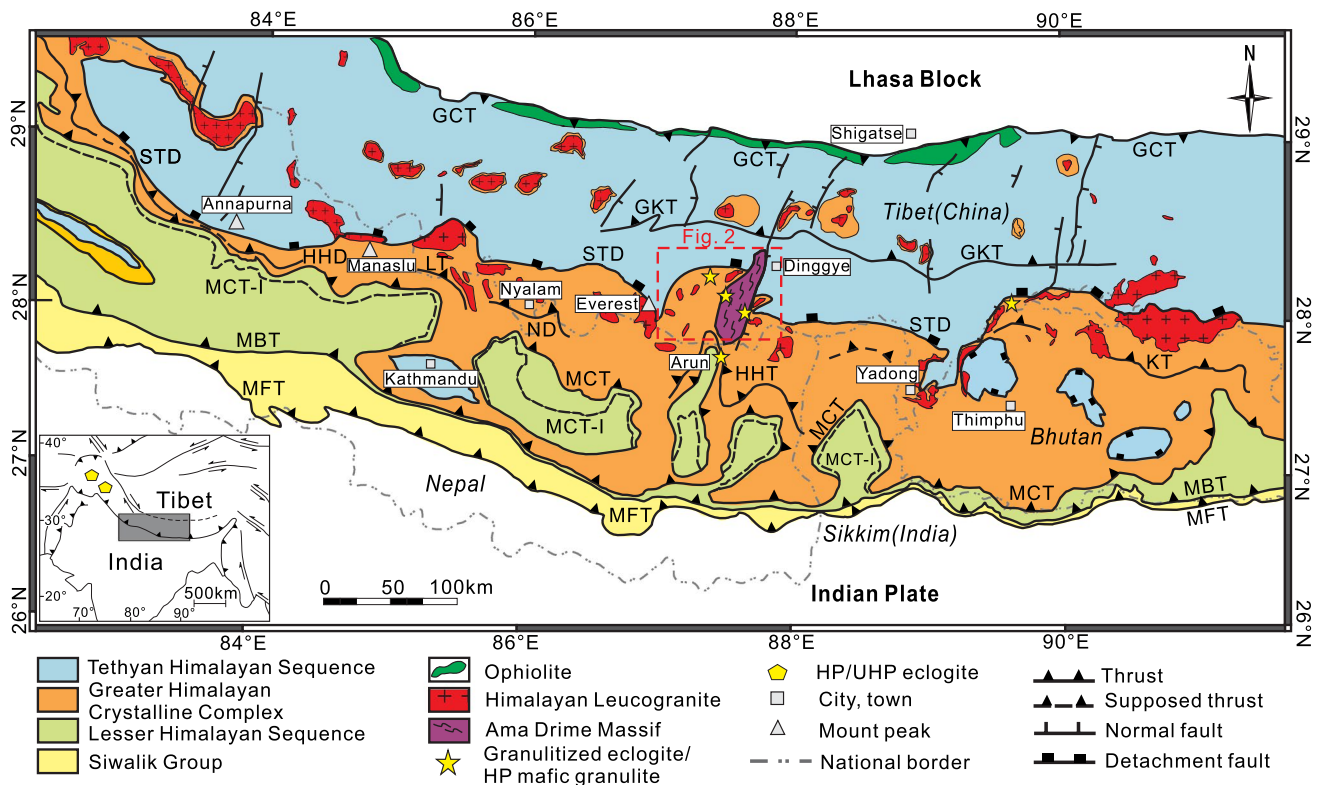 84°E
86°E
88°E
90°E
N
Lhasa Block
29°N
29°N
GCT
Shigatse
GCT
GCT
STD
Annapurna
GKT
Tibet(China)
Fig. 2
GKT
HHD
Manaslu
LT
STD
Dinggye
28°N
MCT-I
Nyalam
Everest
28°N
ND
STD
MBT
Kathmandu
MCT
Arun
HHT
Yadong
KT
MFT
Thimphu
MCT-I
MCT
Bhutan
27°N
MCT-I
Nepal
MCT
MBT
27°N
MFT
MFT
Sikkim(India)
40°
Tibet
30°
India
20°
500km
70°
80°
90°
0 50 100km
Indian Plate
26°N
26°N
84°E
86°E
88°E
90°E
Tethyan Himalayan Sequence
Greater Himalayan
Crystalline Complex
Lesser Himalayan Sequence
Siwalik Group
Ophiolite
Himalayan Leucogranite
Ama Drime Massif
Granulitized eclogite/
HP mafic granulite
HP/UHP eclogite
City, town
Mount peak
National border
Thrust
Supposed thrust
Normal fault
Detachment fault